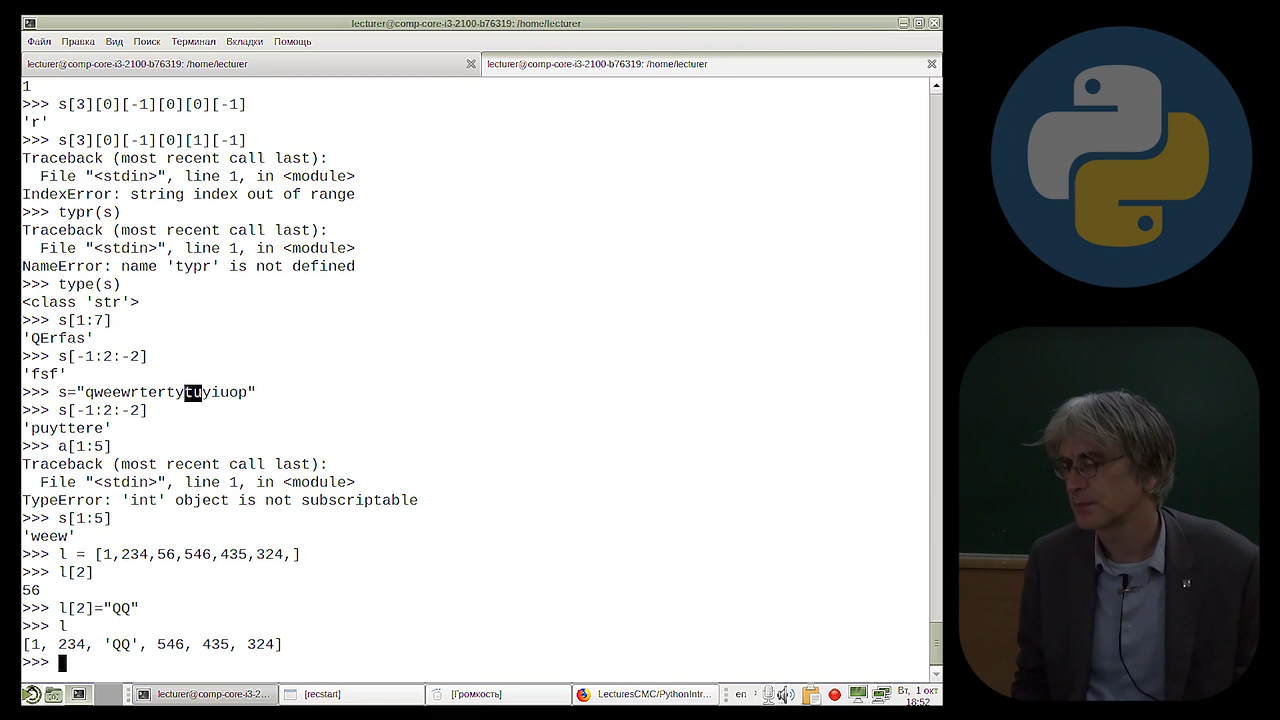 lecturer@comp-core-i3-2100-b76319: /home/lecturer
Файл Правка Вид Поиск Терминал Вкладки Помощь
lecturer@comp-core-i3-2100-b76319: /home/lecturer lecturer@comp-core-i3-2100-b76319: /home/lecturer
1
>>> s[3][0][-1][0][0][-1]
'r'
>>> s[3][0][-1][0][1][-1]
Traceback (most recent call last):
  File "<stdin>", line 1, in <module>
IndexError: string index out of range
>>> typr(s)
Traceback (most recent call last):
  File "<stdin>", line 1, in <module>
NameError: name 'typr' is not defined
>>> type(s)
<class 'str'>
>>> s[1:7]
'QErfas'
>>> s[-1:2:-2]
'fsf'
>>> s="qweewrtertytuyiuop"
>>> s[-1:2:-2]
'puyttere'
>>> a[1:5]
Traceback (most recent call last):
  File "<stdin>", line 1, in <module>
TypeError: 'int' object is not subscriptable
>>> s[1:5]
'weew'
>>> l = [1,234,56,546,435,324,]
>>> l[2]
56
>>> l[2]="QQ"
>>> l
[1, 234, 'QQ', 546, 435, 324]
>>>
lecturer@comp-core-i3-2... [recstart] [Громкость] LecturesCMC/PythonIntr... en Вт, 1 окт
18:52